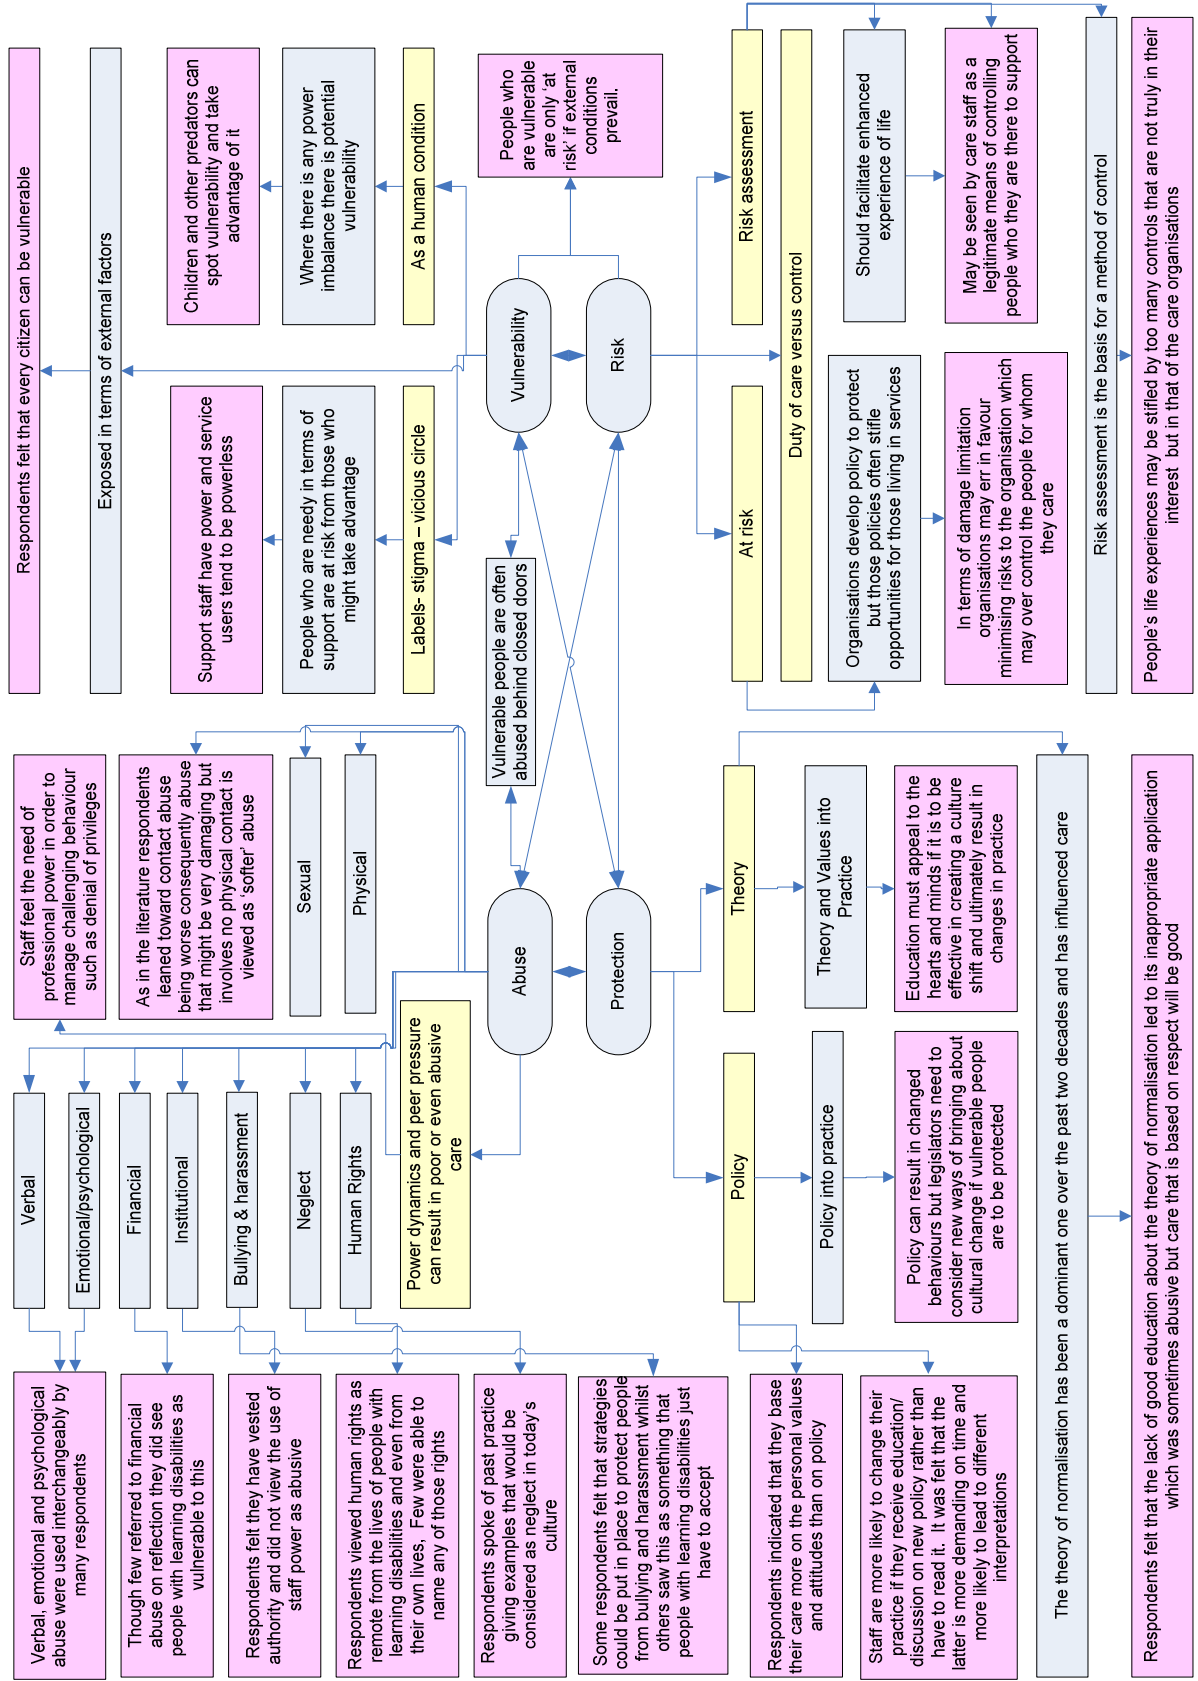 Verbal, emotional and psychological
abuse were used interchangeably by
many respondents
Verbal
Staff feel the need of
professional power in order to
manage challenging behaviour
such as denial of privileges
Respondents felt that every citizen can be vulnerable
Emotional/psychological
Exposed in terms of external factors
Though few referred to financial
abuse on reflection they did see
people with learning disabilities as
vulnerable to this
Financial
As in the literature respondents
leaned toward contact abuse
being worse consequently abuse
that might be very damaging but
involves no physical contact is
viewed as ‘softer’ abuse
Institutional
Support staff have power and service
users tend to be powerless
Children and other predators can
spot vulnerability and take
advantage of it
Respondents felt they have vested
authority and did not view the use of
staff power as abusive
Bullying & harassment
Sexual
People who are needy in terms of
support are at risk from those who
might take advantage
Where there is any power
imbalance there is potential
vulnerability
Neglect
Respondents viewed human rights as
remote from the lives of people with
learning disabilities and even from
their own lives,  Few were able to
name any of those rights
Human Rights
Physical
Power dynamics and peer pressure
can result in poor or even abusive
care
Labels- stigma – vicious circle
As a human condition
Respondents spoke of past practice
giving examples that would be
considered as neglect in today’s
culture
Abuse
Vulnerable people are often
abused behind closed doors
Vulnerability
People who
are vulnerable
are only ‘at
risk’ if external
conditions
prevail.
Some respondents felt that strategies
could be put in place to protect people
from bullying and harassment whilst
others saw this as something that
people with learning disabilities just
have to accept
Protection
Risk
Policy
Theory
At risk
Risk assessment
Respondents indicated that they base
their care more on the personal values
and attitudes than on policy
Duty of care versus control
Policy into practice
Theory and Values into
Practice
Organisations develop policy to protect
but those policies often stifle
opportunities for those living in services
Should facilitate enhanced
experience of life
Staff are more likely to change their
practice if they receive education/
discussion on new policy rather than
have to read it.  It was felt that the
latter is more demanding on time and
more likely to lead to different
interpretations
Policy can result in changed
behaviours but legislators need to
consider new ways of bringing about
cultural change if vulnerable people
are to be protected
Education must appeal to the
hearts and minds if it is to be
effective in creating a culture
shift and ultimately result in
changes in practice
In terms of damage limitation
organisations may err in favour
minimising risks to the organisation which
may over control the people for whom
they care
May be seen by care staff as a
legitimate means of controlling
people who they are there to support
The theory of normalisation has been a dominant one over the past two decades and has influenced care
Risk assessment is the basis for a method of control
Respondents felt that the lack of good education about the theory of normalisation led to its inappropriate application
which was sometimes abusive but care that is based on respect will be good
People’s life experiences may be stifled by too many controls that are not truly in their
interest  but in that of the care organisations